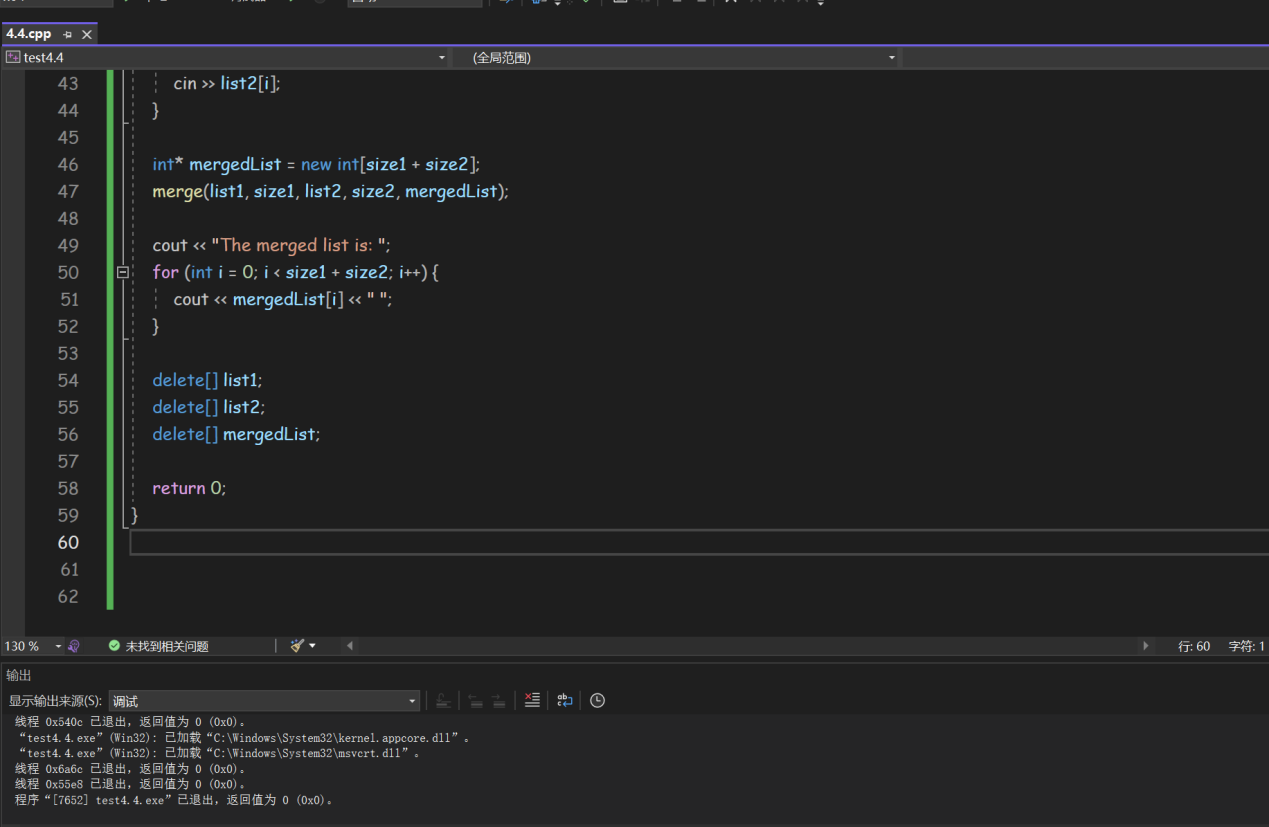 4.4.cpp
test4.4 (全局范围)
43 cin >> list2[i];
44 }
45
46 int* mergedList = new int[size1 + size2];
47 merge(list1, size1, list2, size2, mergedList);
48
49 cout << "The merged list is: ";
50 for (int i = 0; i < size1 + size2; i++) {
51 cout << mergedList[i] << " ";
52 }
53
54 delete[] list1;
55 delete[] list2;
56 delete[] mergedList;
57
58 return 0;
59 }
60
61
62
130 % 未找到相关问题 行: 60 字符: 1
输出
显示输出来源(S): 调试
线程 0x540c 已退出，返回值为 0 (0x0)。
“test4.4.exe”(Win32): 已加载“C:\Windows\System32\kernel.appcore.dll”。
“test4.4.exe”(Win32): 已加载“C:\Windows\System32\msvcrt.dll”。
线程 0x6a6c 已退出，返回值为 0 (0x0)。
线程 0x55e8 已退出，返回值为 0 (0x0)。
程序“[7652] test4.4.exe”已退出，返回值为 0 (0x0)。